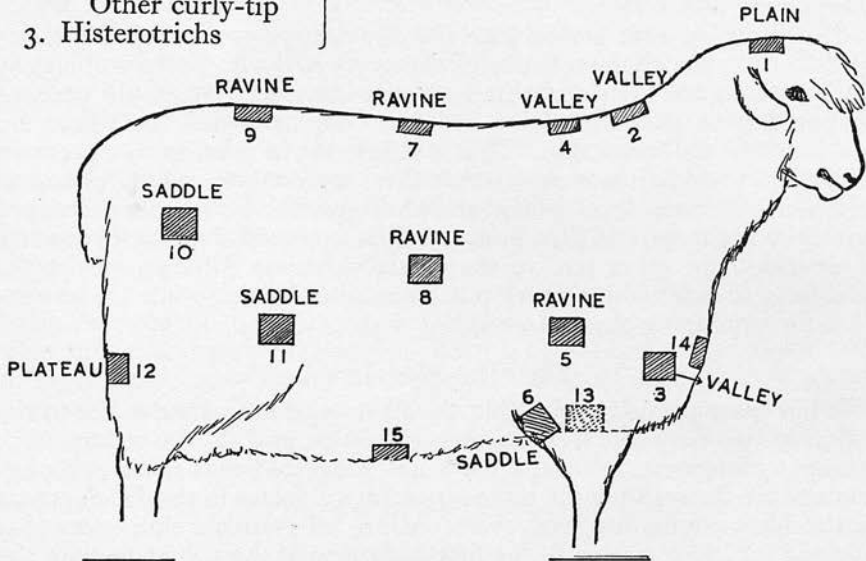 Other curly-tip
3. Histerotrichs
PLAIN
1
VALLEY
2
VALLEY
4
RAVINE
7
RAVINE
9
SADDLE
10
RAVINE
8
SADDLE
11
RAVINE
5
PLATEAU 12
14
3
VALLEY
6
13
SADDLE
15